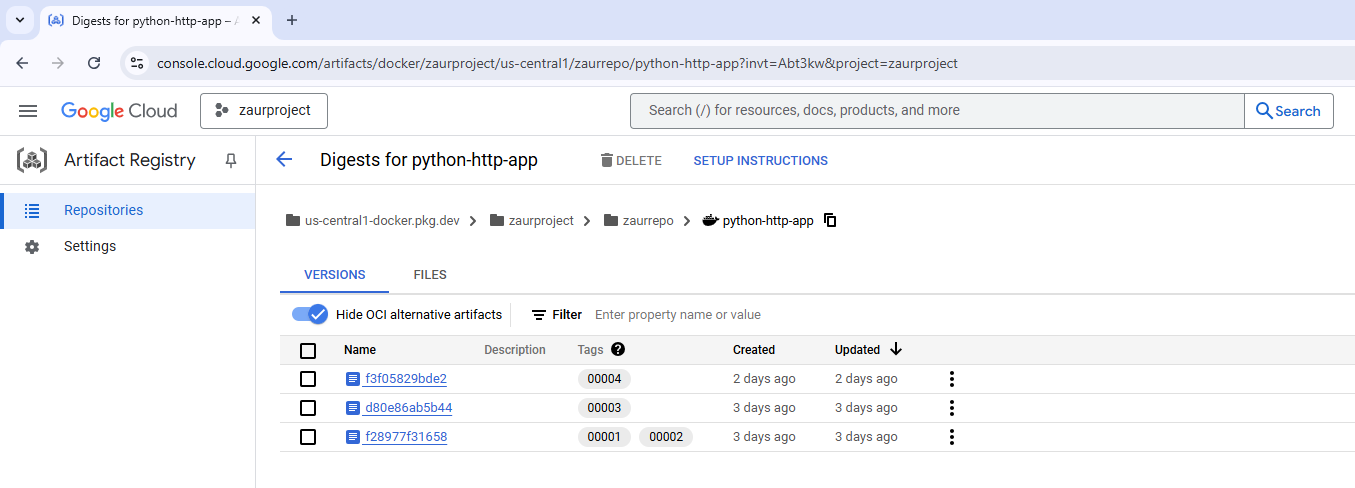 Digests for python-http-app – A
console.cloud.google.com/artifacts/docker/zaurproject/us-central1/zaurrepo/python-http-app?invt=Abt3kw&project=zaurproject
Google Cloud zaurproject Search (/) for resources, docs, products, and more Search
Artifact Registry Digests for python-http-app DELETE SETUP INSTRUCTIONS
Repositories
Settings
us-central1-docker.pkg.dev zaurproject zaurrepo python-http-app
VERSIONS FILES
Hide OCI alternative artifacts Filter Enter property name or value
Name Description Tags Created Updated
f3f05829bde2 00004 2 days ago 2 days ago
d80e86ab5b44 00003 3 days ago 3 days ago
f28977f31658 00001 00002 3 days ago 3 days ago